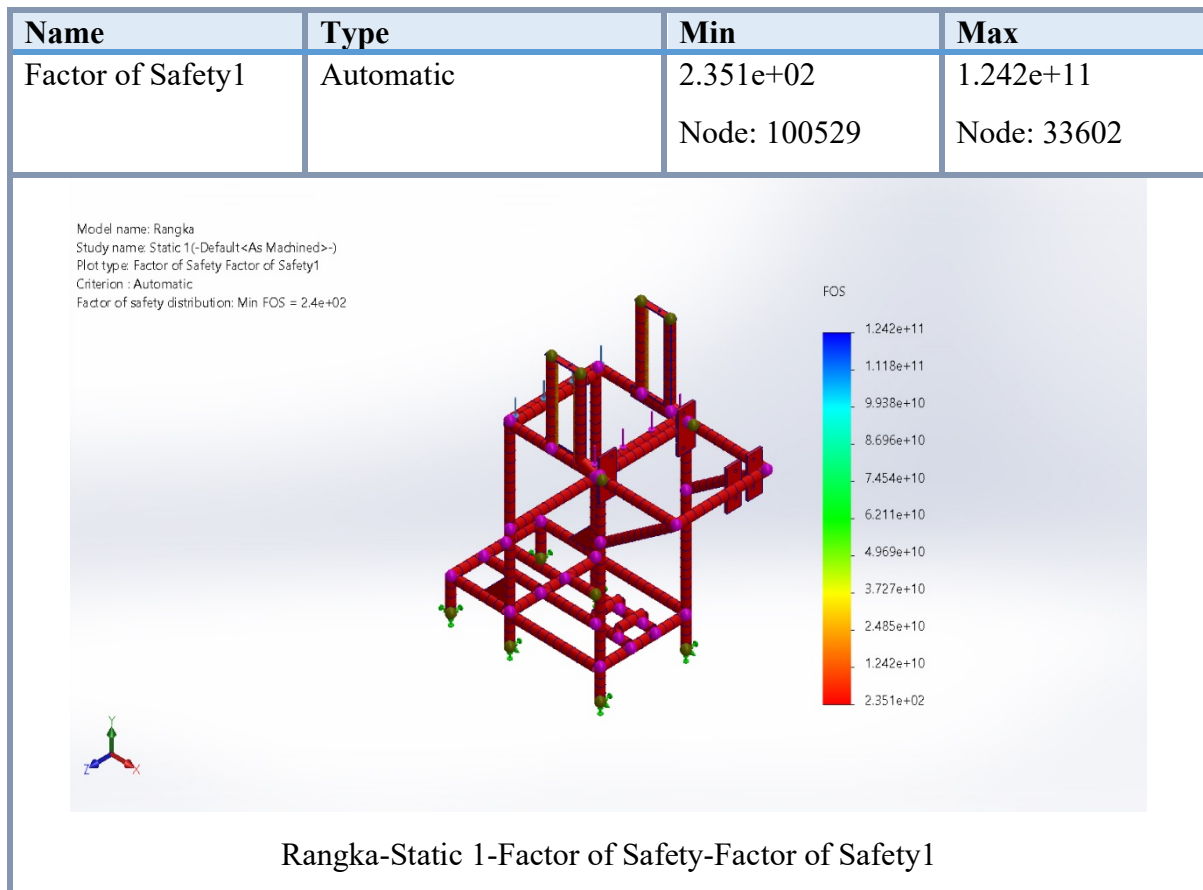 Name Type Min Max
Factor of Safety1 Automatic 2.351e+02 1.242e+11
Node: 100529 Node: 33602
Model name: Rangka
Study name: Static 1(-Default<As Machined>-)
Plot type: Factor of Safety Factor of Safety1
Criterion : Automatic
Factor of safety distribution: Min FOS = 2.4e+02
FOS
1.242e+11
1.118e+11
9.938e+10
8.696e+10
7.454e+10
6.211e+10
4.969e+10
3.727e+10
2.485e+10
1.242e+10
2.351e+02
Y
Z X
Rangka-Static 1-Factor of Safety-Factor of Safety1